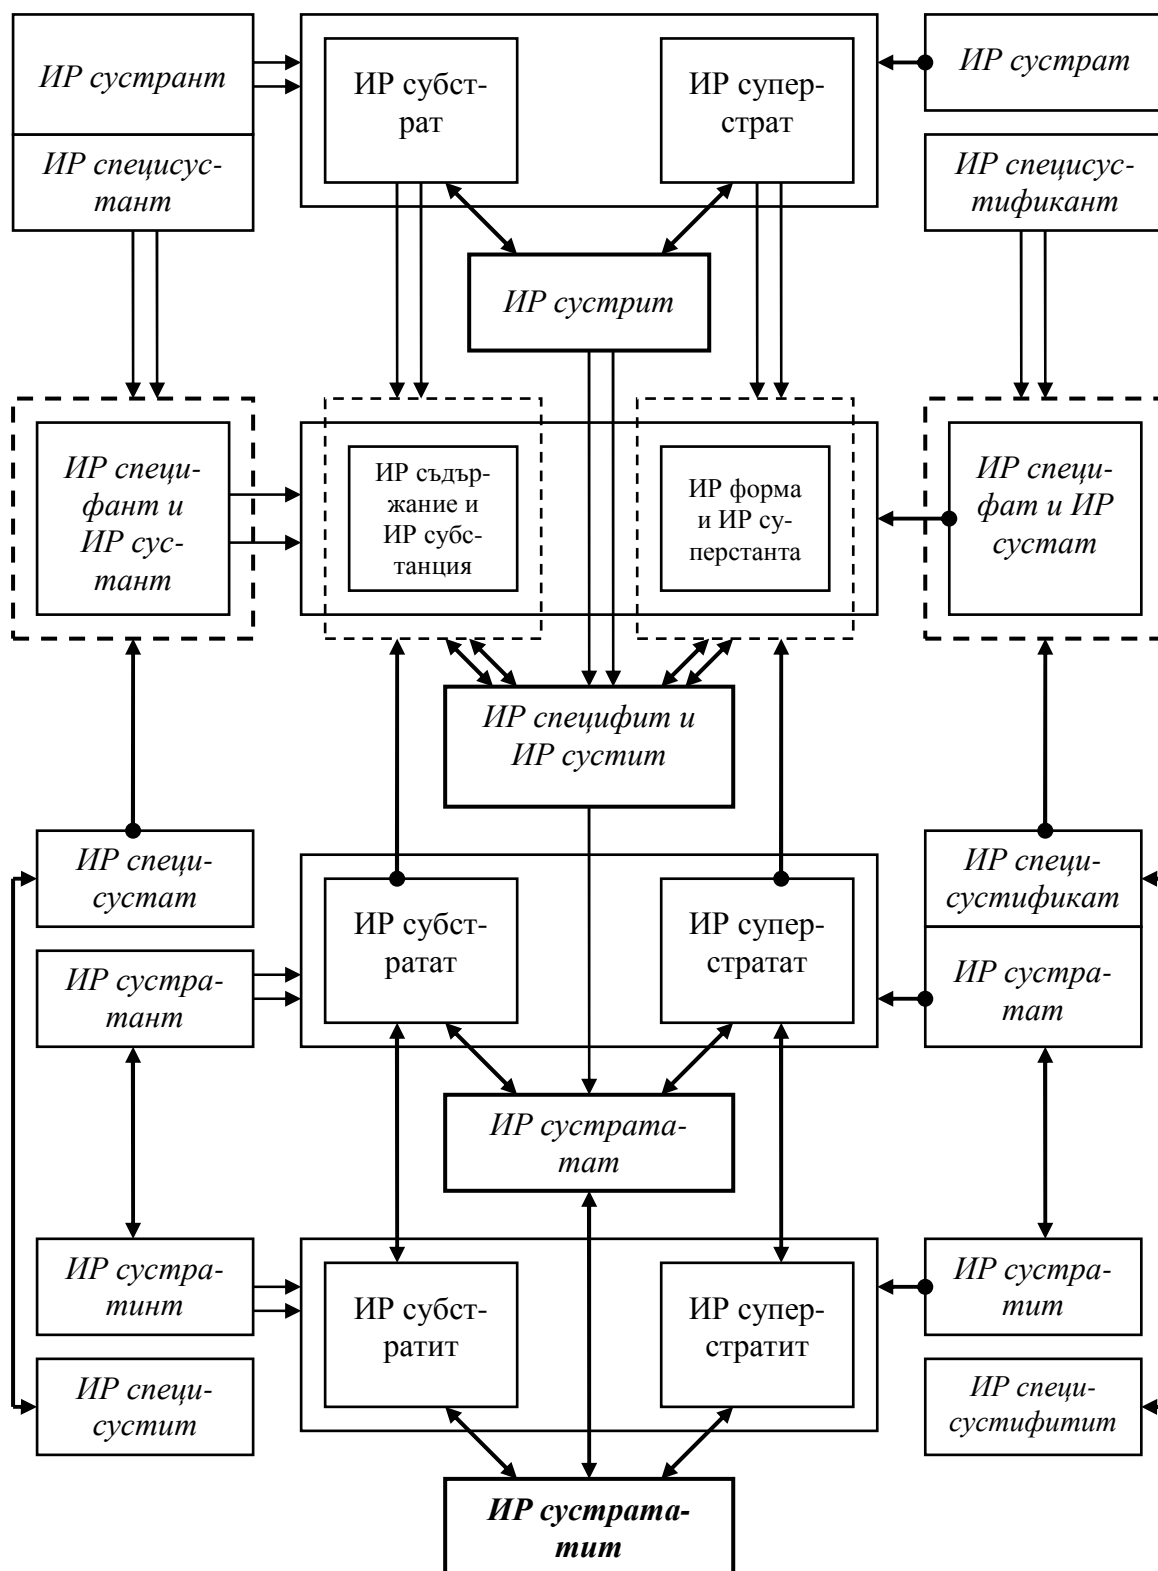 ИР сустрант
ИР субст-
рат
ИР супер-
страт
ИР сустрат
ИР специсус-
тант
ИР специсус-
тификант
ИР сустрит
ИР специ-
фант и
ИР сус-
тант
ИР съдър-
жание и
ИР субс-
танция
ИР форма
и ИР су-
перстанта
ИР специ-
фат и ИР
сустат
ИР специфит и
ИР сустит
ИР специ-
сустат
ИР субст-
ратат
ИР супер-
стратат
ИР специ-
сустификат
ИР сустра-
тант
ИР сустра-
тат
ИР сустрата-
тат
ИР сустра-
тинт
ИР субст-
ратит
ИР супер-
стратит
ИР сустра-
тит
ИР специ-
сустит
ИР специ-
сустифитит
ИР сустрата-
тит